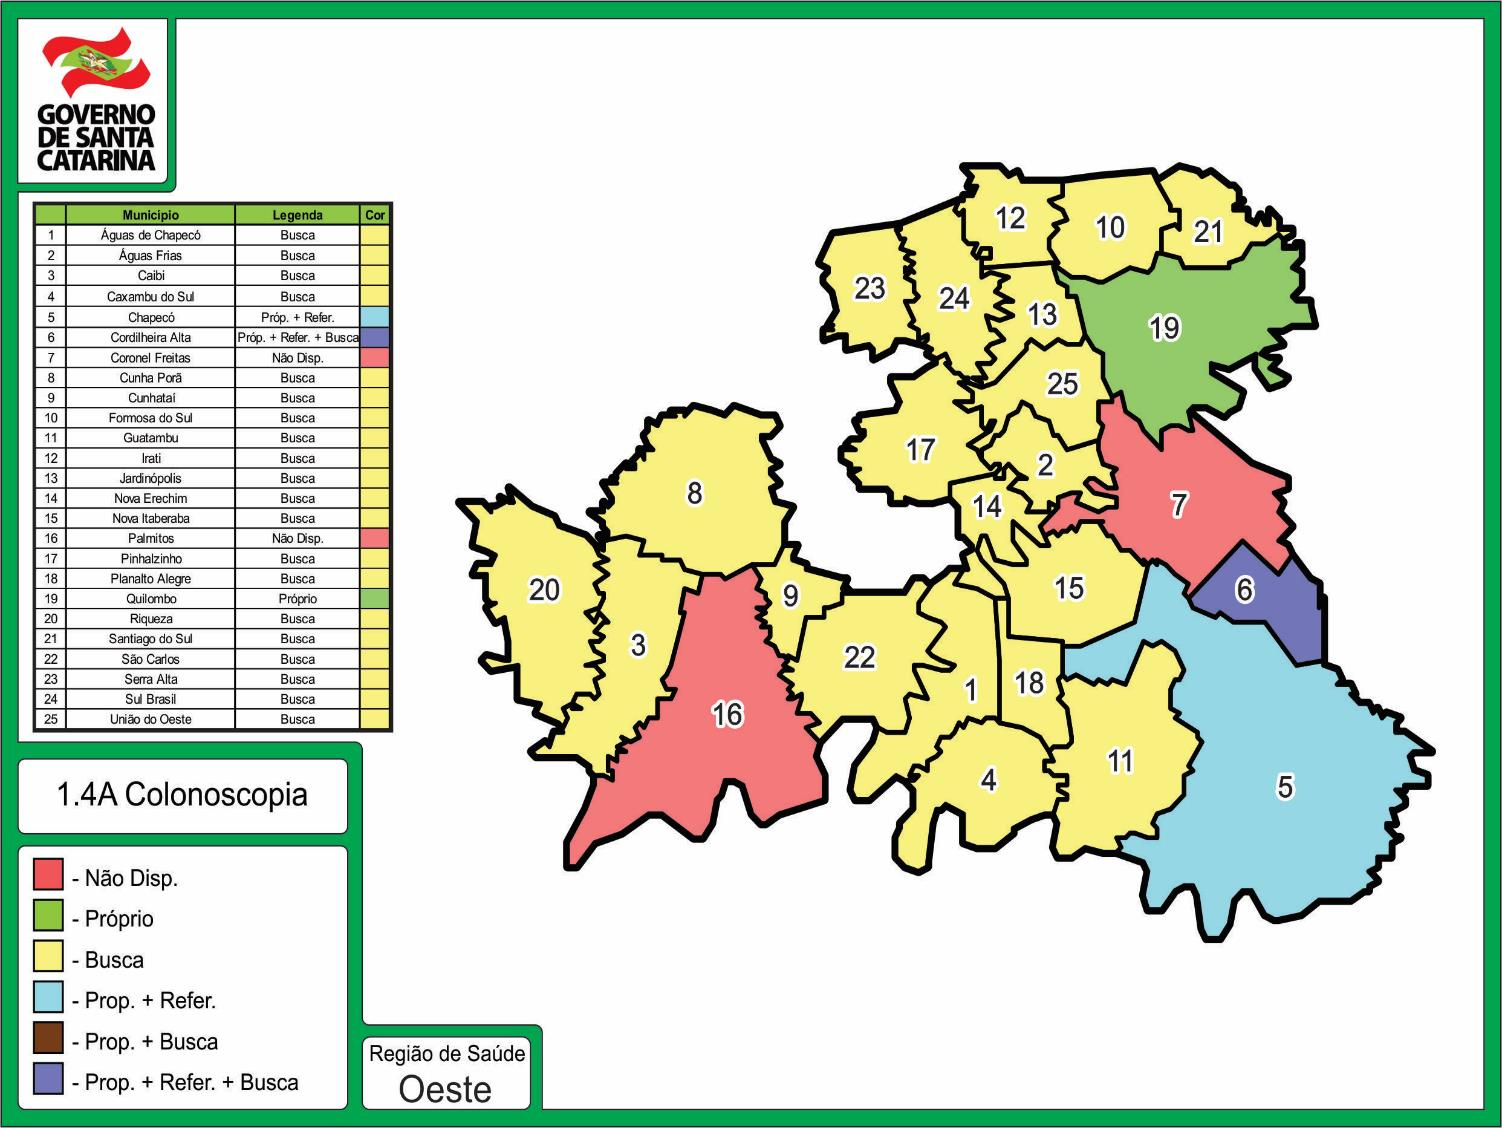 GOVERNO
DE SANTA
CATARINA
Município Legenda Cor
1 Águas de Chapecó Busca
2 Águas Frias Busca
3 Caibi Busca
4 Caxambu do Sul Busca
5 Chapecó Próp. + Refer.
6 Cordilheira Alta Próp. + Refer. + Busca
7 Coronel Freitas Não Disp.
8 Cunha Porã Busca
9 Cunhataí Busca
10 Formosa do Sul Busca
11 Guatambu Busca
12 Irati Busca
13 Jardinópolis Busca
14 Nova Erechim Busca
15 Nova Itaberaba Busca
16 Palmitos Não Disp.
17 Pinhalzinho Busca
18 Planalto Alegre Busca
19 Quilombo Próprio
20 Riqueza Busca
21 Santiago do Sul Busca
22 São Carlos Busca
23 Serra Alta Busca
24 Sul Brasil Busca
25 União do Oeste Busca
1.4A Colonoscopia
- Não Disp.
- Próprio
- Busca
- Prop. + Refer.
- Prop. + Busca
- Prop. + Refer. + Busca
Região de Saúde
Oeste
12
10
21
23
24
13
19
25
17
2
8
14
7
20
9
15
6
3
22
1
18
16
4
11
5